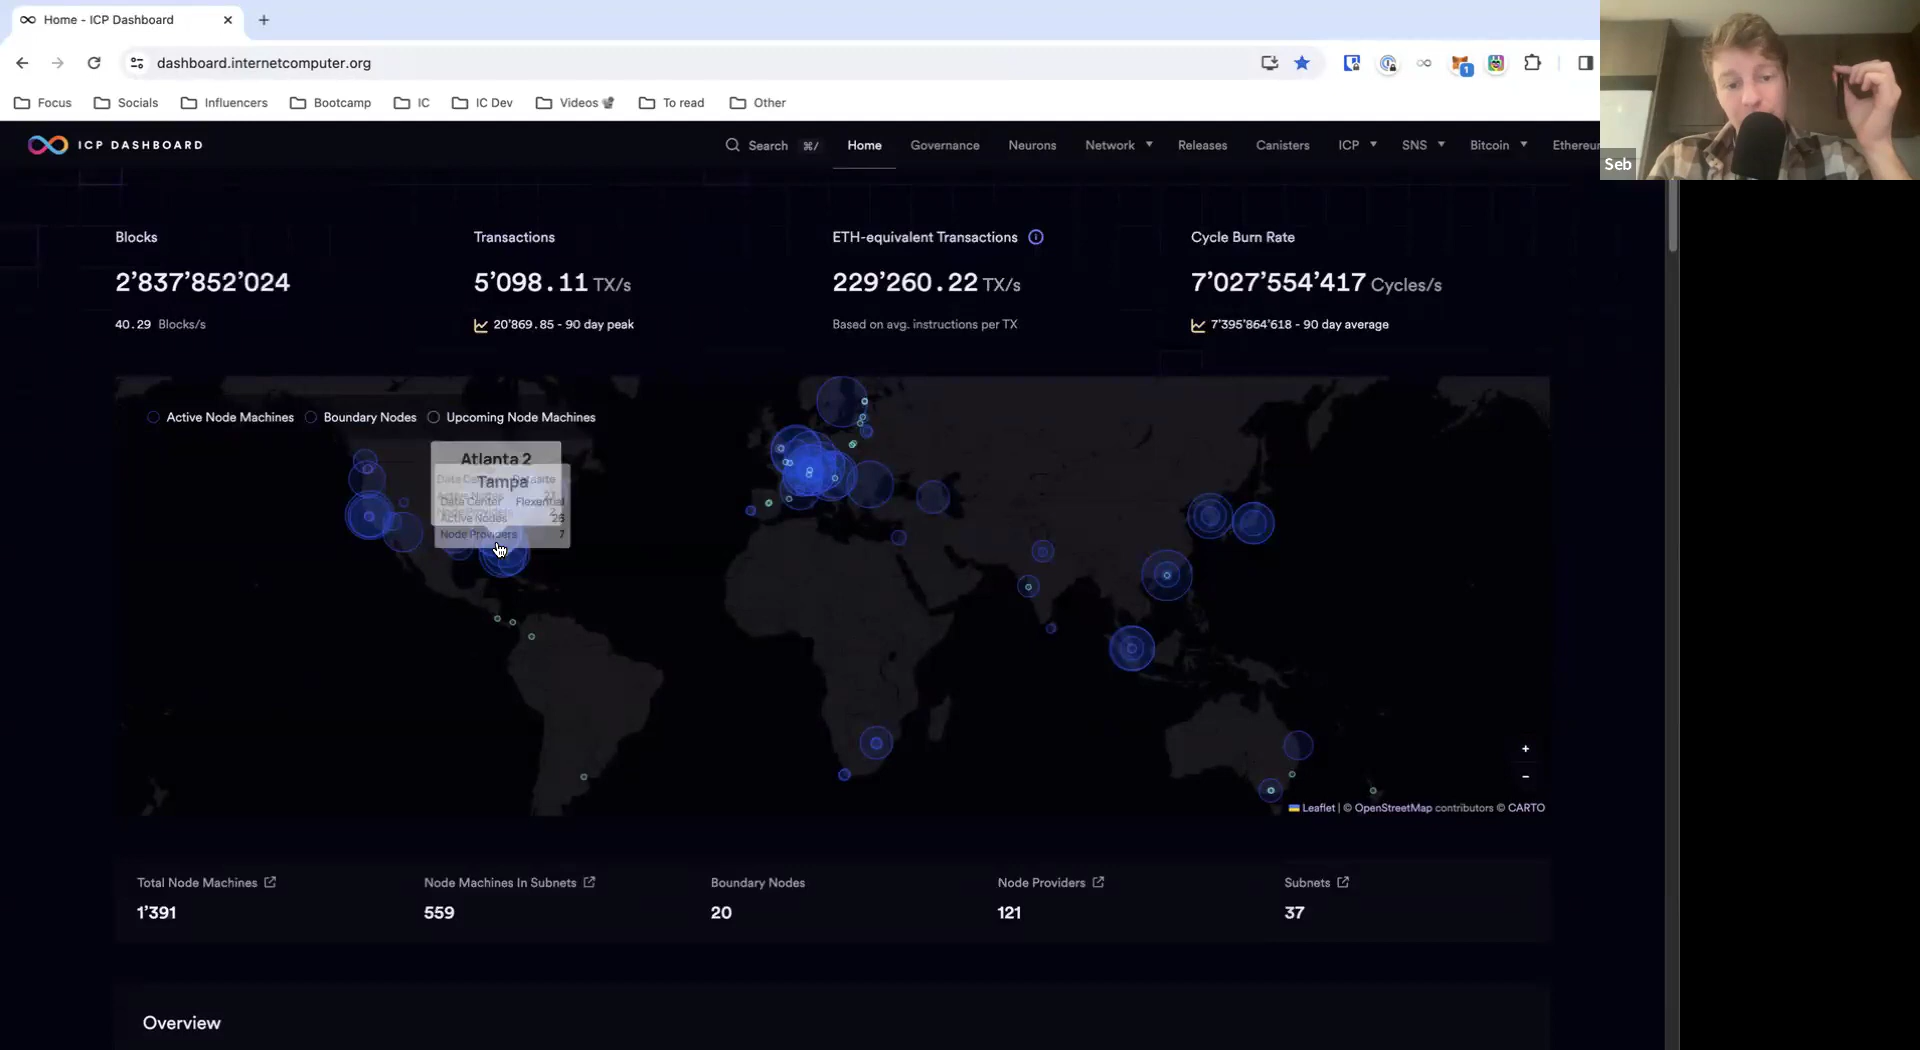 Home - ICP Dashboard
dashboard.internetcomputer.org
1
Focus
Socials
Influencers
Bootcamp
IC
IC Dev
Videos
To read
Other
ICP DASHBOARD
Search ⌘/
Home
Governance
Neurons
Network
Releases
Canisters
ICP
SNS
Bitcoin
Ethereu
Seb
Blocks
Transactions
ETH-equivalent Transactions
Cycle Burn Rate
2’837’852’024
5’098.11 TX/s
229’260.22 TX/s
7’027’554’417 Cycles/s
40.29 Blocks/s
20’869.85 - 90 day peak
Based on avg. instructions per TX
7’395’864’618 - 90 day average
Active Node Machines
Boundary Nodes
Upcoming Node Machines
Atlanta 2
Tampa
Data Center Flexential
Active Nodes
Node Providers 7
+
-
Leaflet | © OpenStreetMap contributors © CARTO
Total Node Machines
Node Machines In Subnets
Boundary Nodes
Node Providers
Subnets
1’391
559
20
121
37
Overview